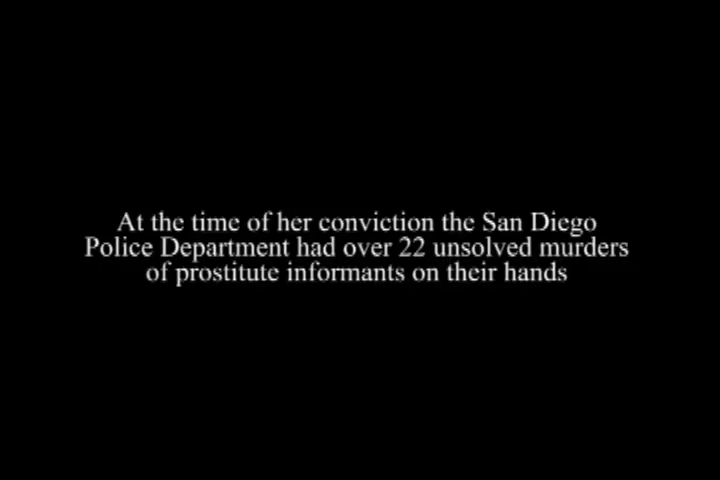 At the time of her conviction the San Diego
Police Department had over 22 unsolved murders
of prostitute informants on their hands